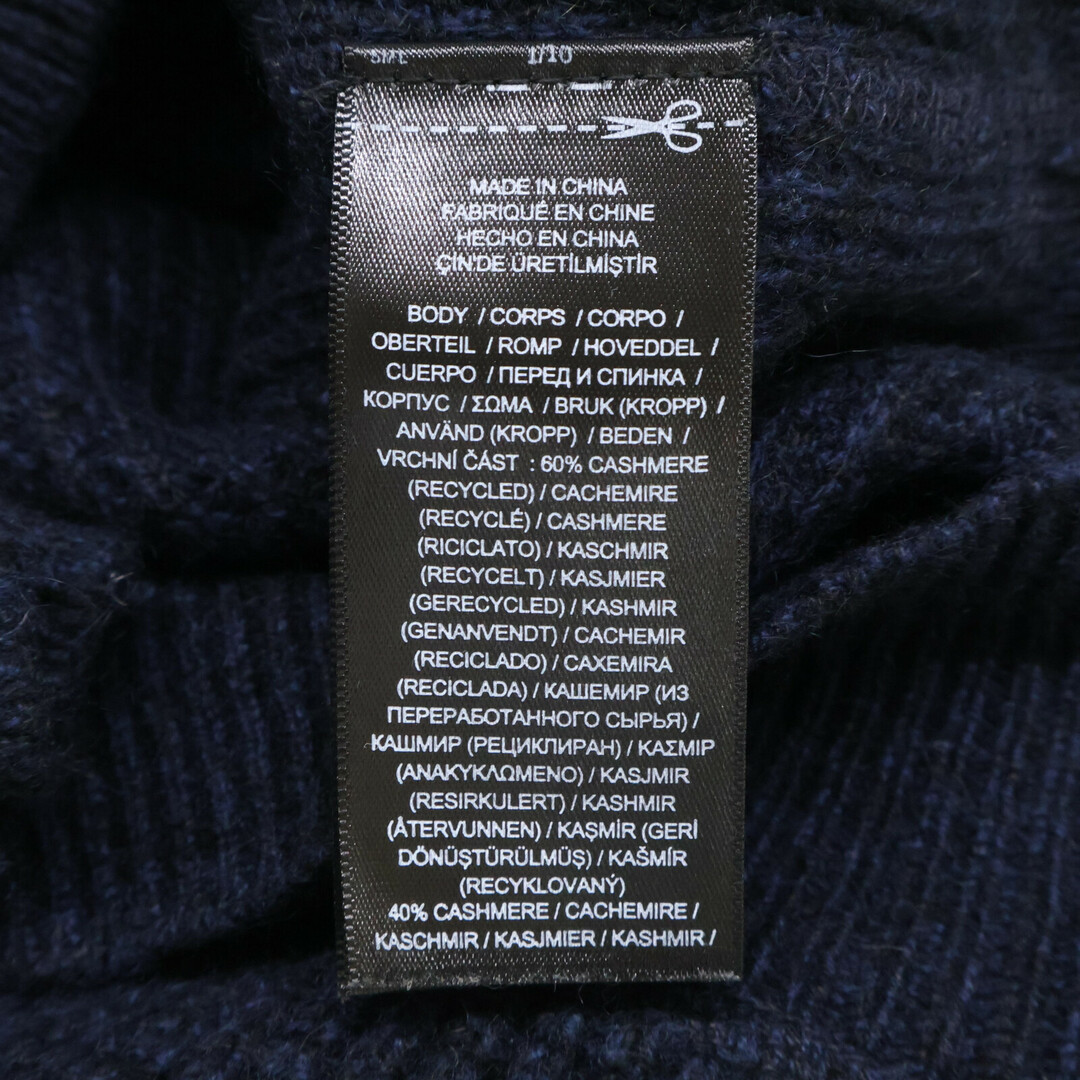 1/10
MADE IN CHINA
FABRIQUÉ EN CHINE
HECHO EN CHINA
ÇİN'DE ÜRETİLMİŞTİR
BODY / CORPS / CORPO /
OBERTEIL / ROMP / HOVEDDEL /
CUERPO / ПЕРЕД И СПИНКА /
КОРПУС / ΣΩΜΑ / BRUK (KROPP) /
ANVÄND (KROPP) / BEDEN /
VRCHNÍ ČÁST : 60% CASHMERE
(RECYCLED) / CACHEMIRE
(RECYCLÉ) / CASHMERE
(RICICLATO) / KASCHMIR
(RECYCELT) / KASJMIER
(GERECYCLED) / KASHMIR
(GENANVENDT) / CACHEMIR
(RECICLADO) / CAXEMIRA
(RECICLADA) / КАШЕМИР (ИЗ
ПЕРЕРАБОТАННОГО СЫРЬЯ) /
КАШМИР (РЕЦИКЛИРАН) / ΚΑΣΜΙΡ
(ΑΝΑΚΥΚΛΩΜΕΝΟ) / KASJMIR
(RESIRKULERT) / KASHMIR
(ÅTERVUNNEN) / KAŞMİR (GERİ
DÖNÜŞTÜRÜLMÜŞ) / KAŠMÍR
(RECYKLOVANÝ)
40% CASHMERE / CACHEMIRE /
KASCHMIR / KASJMIER / KASHMIR /